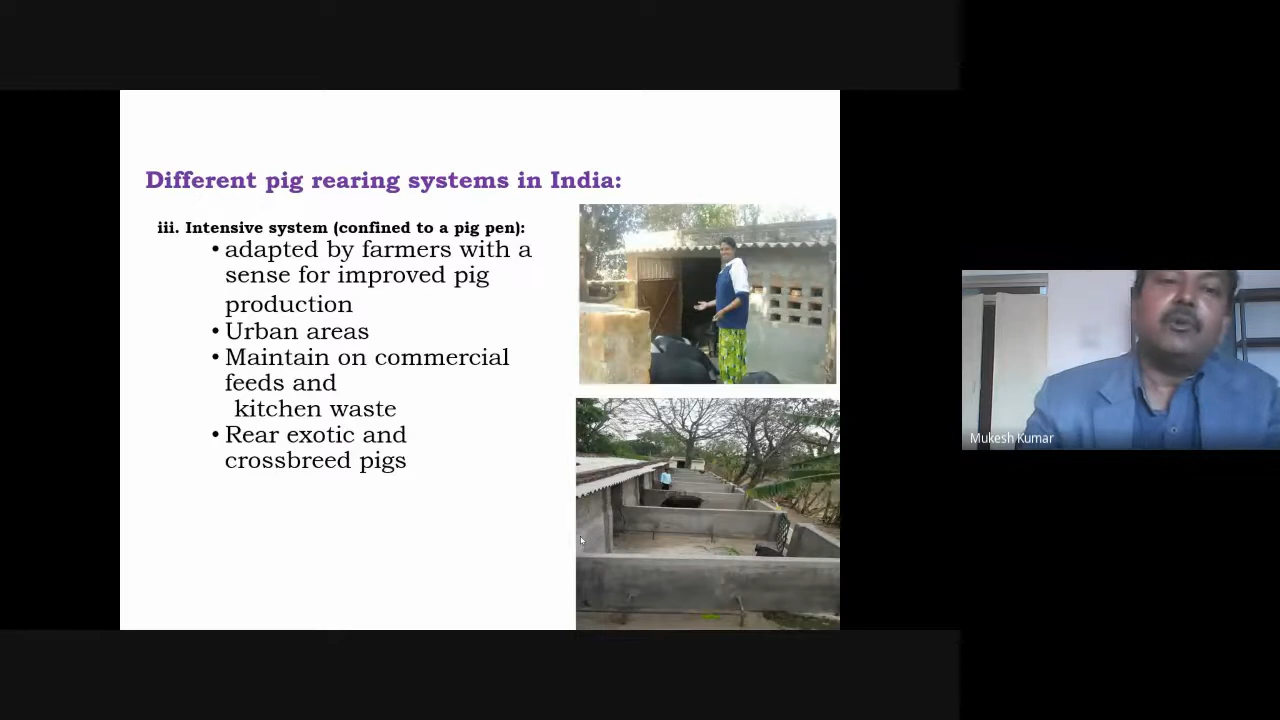 Different pig rearing systems in India:
iii. Intensive system (confined to a pig pen):
• adapted by farmers with a
sense for improved pig
production
• Urban areas
• Maintain on commercial
feeds and
kitchen waste
• Rear exotic and
crossbreed pigs
Mukesh Kumar